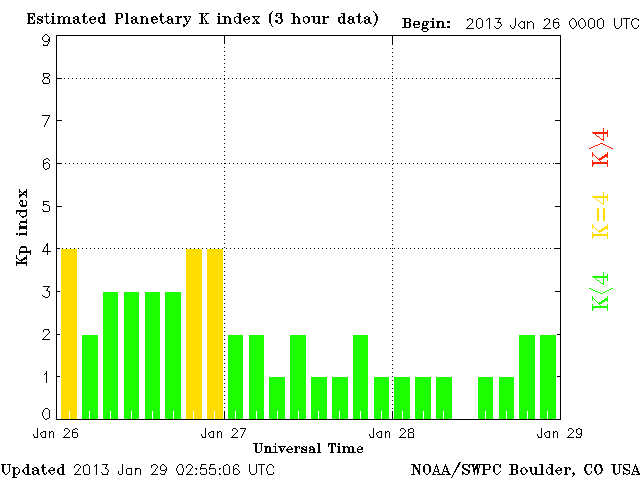 Estimated Planetary K index (3 hour data)
Begin: 2013 Jan 26 0000 UTC
9
8
7
6
5
4
3
2
1
0
Kp index
Jan 26
Jan 27
Jan 28
Jan 29
Universal Time
K>4
K=4
K<4
Updated 2013 Jan 29 02:55:06 UTC
NOAA/SWPC Boulder, CO USA